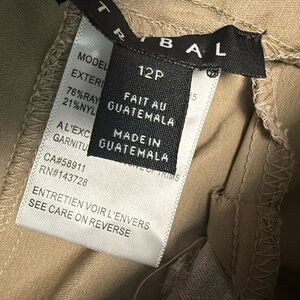 TRIBAL
12P
FAIT AU
GUATEMALA
MADE IN
GUATEMALA
MODEL
EXTERI
76%RAY
21%NYL
A L'EXC
GARNITU
TRIMS
CA#58911
RN#143728
ENTRETIEN VOIR L'ENVERS
SEE CARE ON REVERSE